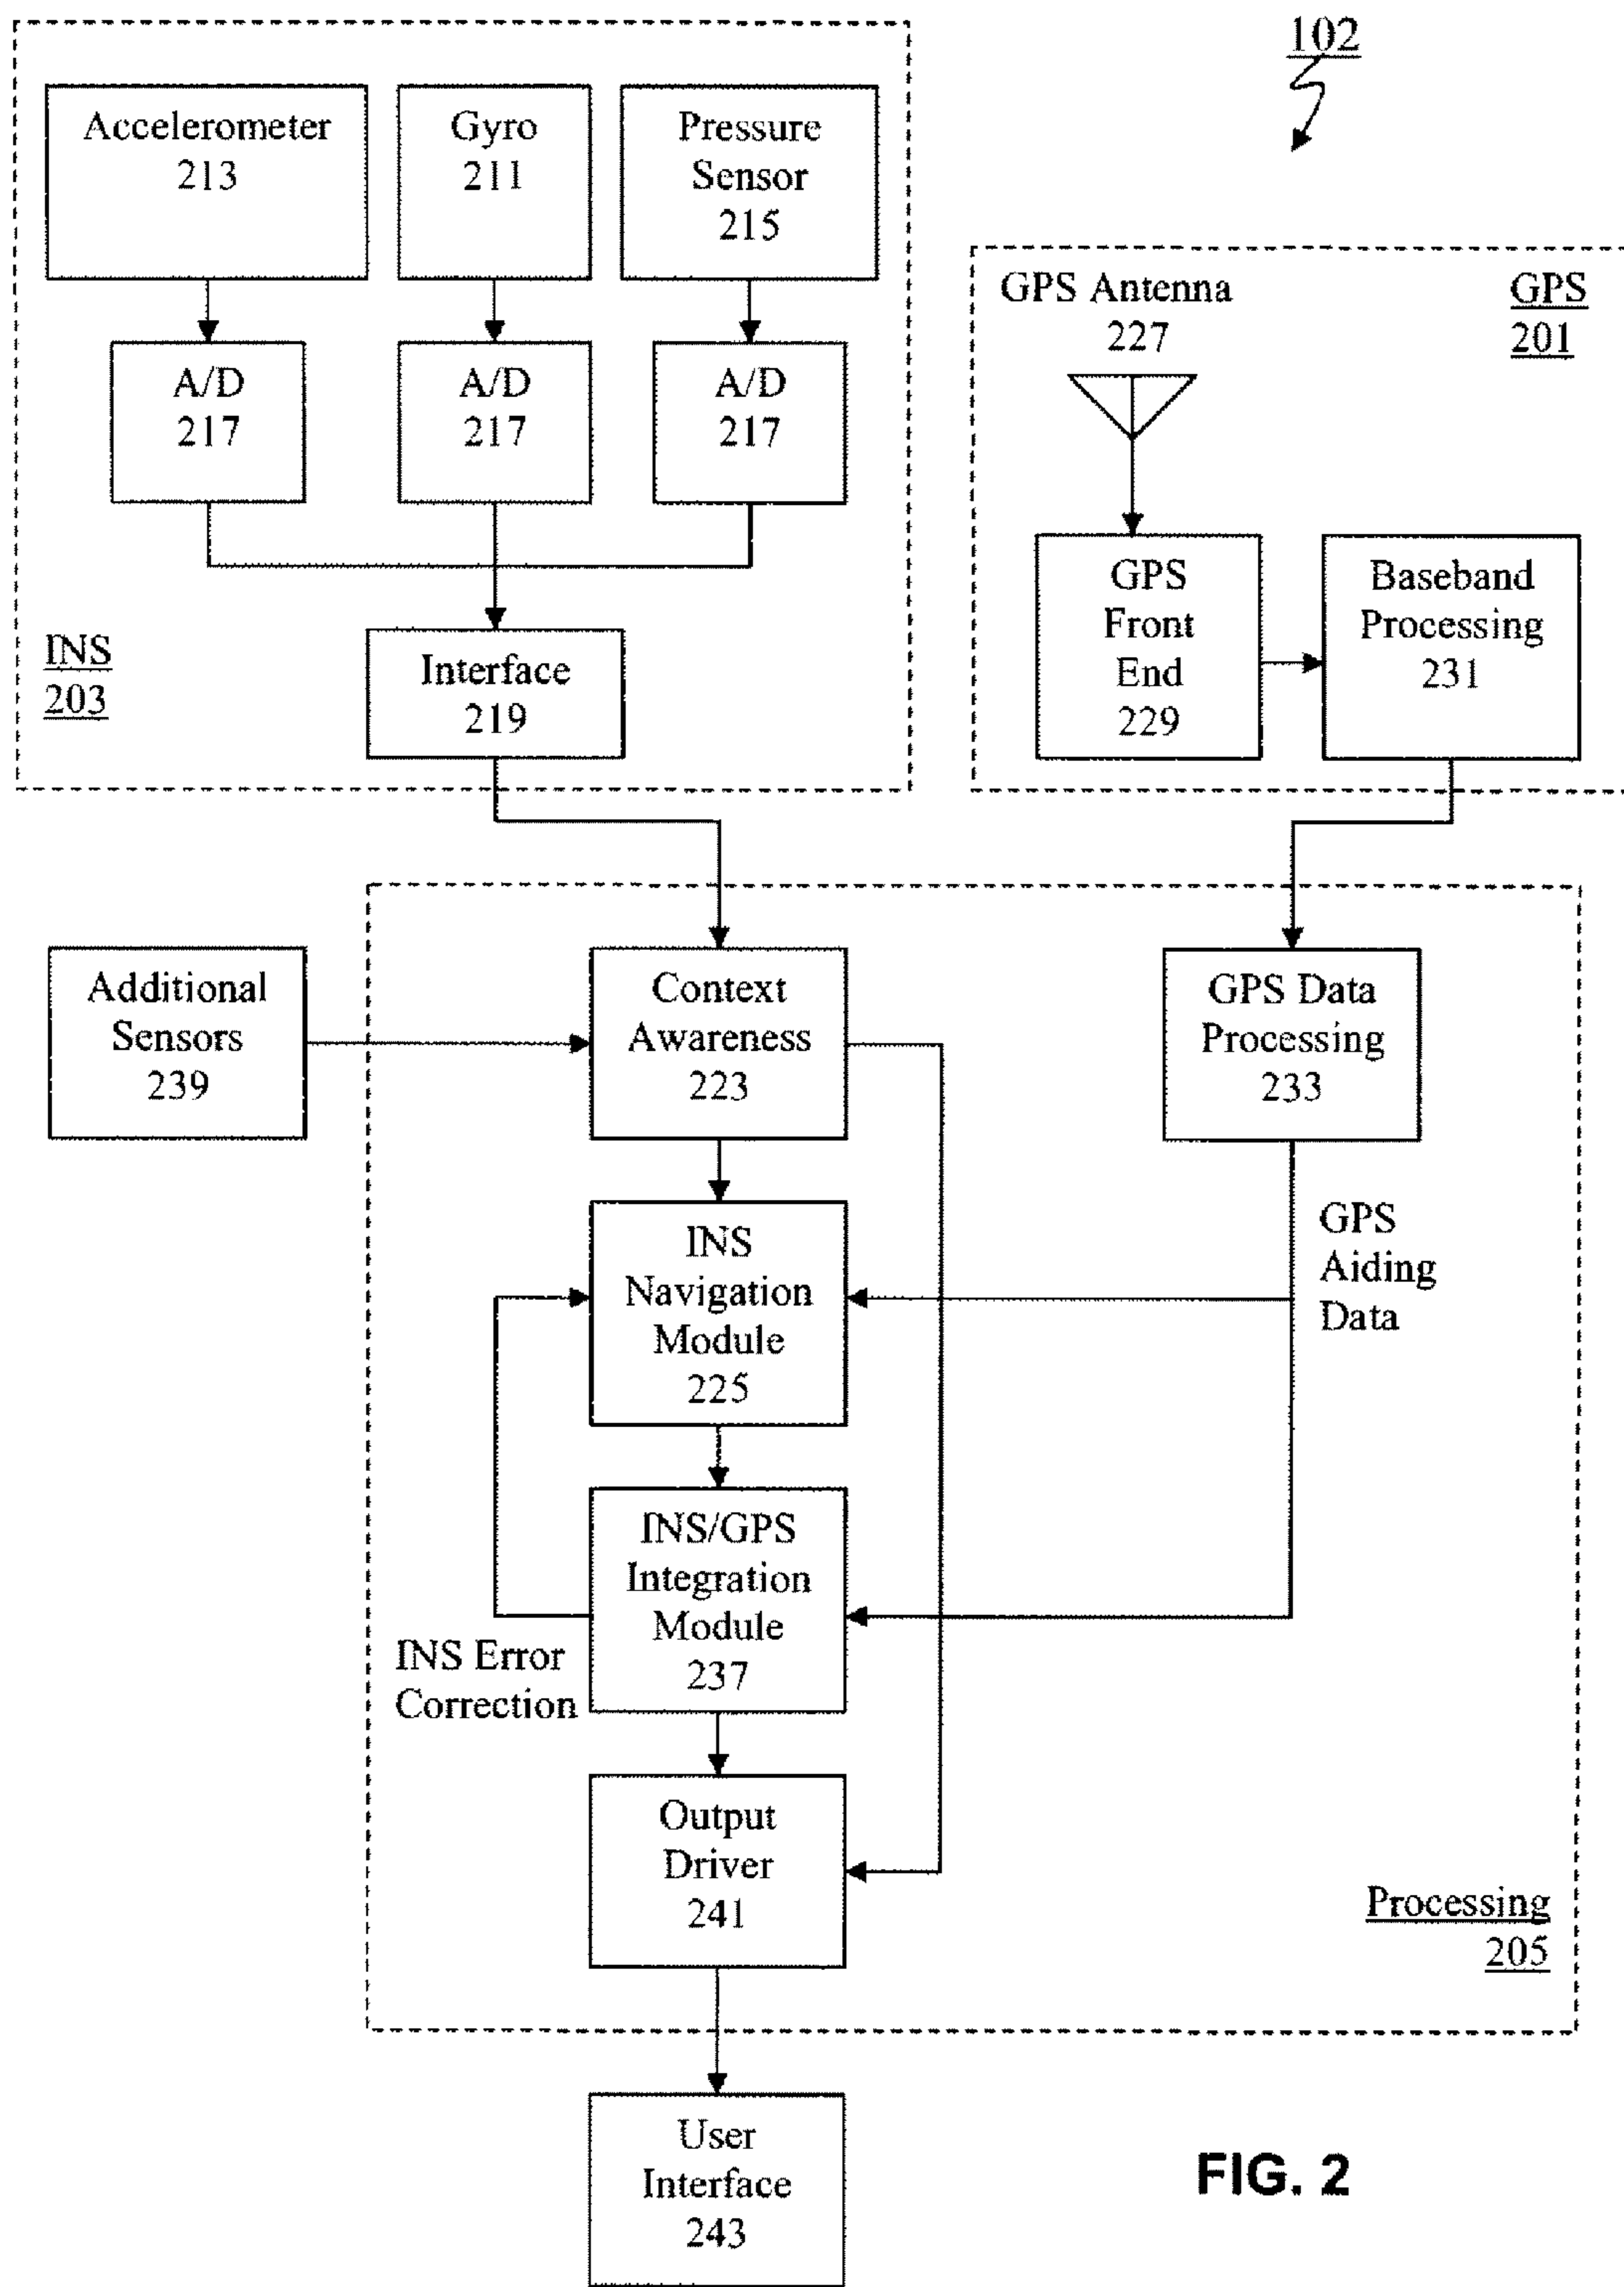 102
Accelerometer
213
Gyro
211
Pressure
Sensor
215
A/D
217
A/D
217
A/D
217
INS
203
Interface
219
GPS Antenna
227
GPS
201
GPS
Front
End
229
Baseband
Processing
231
Additional
Sensors
239
Context
Awareness
223
GPS Data
Processing
233
INS
Navigation
Module
225
GPS
Aiding
Data
INS/GPS
Integration
Module
237
INS Error
Correction
Output
Driver
241
Processing
205
User
Interface
243
FIG. 2